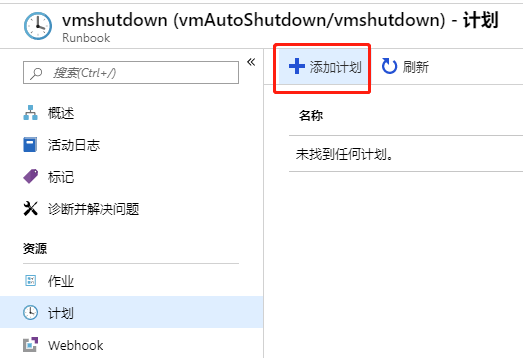 vmshutdown (vmAutoShutdown/vmshutdown) - 计划
Runbook
搜索(Ctrl+/)
«
概述
活动日志
标记
诊断并解决问题
资源
作业
计划
Webhook
添加计划
刷新
名称
未找到任何计划。